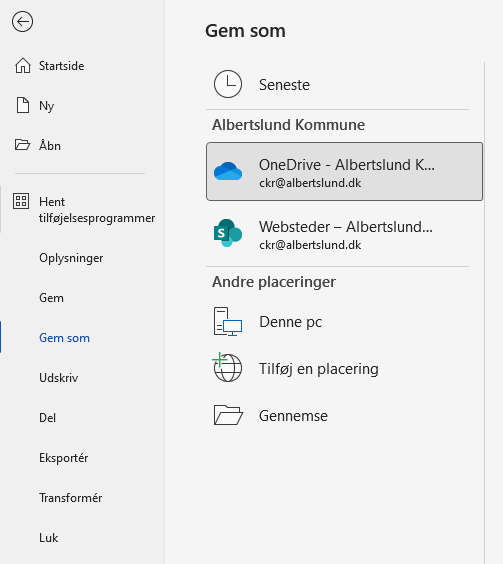 Startside
Ny
Åbn
Hent
tilføjelsesprogrammer
Oplysninger
Gem
Gem som
Udskriv
Del
Eksportér
Transformér
Luk
Gem som
Seneste
Albertslund Kommune
OneDrive - Albertslund K...
ckr@albertslund.dk
S
Websteder – Albertslund...
ckr@albertslund.dk
Andre placeringer
Denne pc
Tilføj en placering
Gennemse